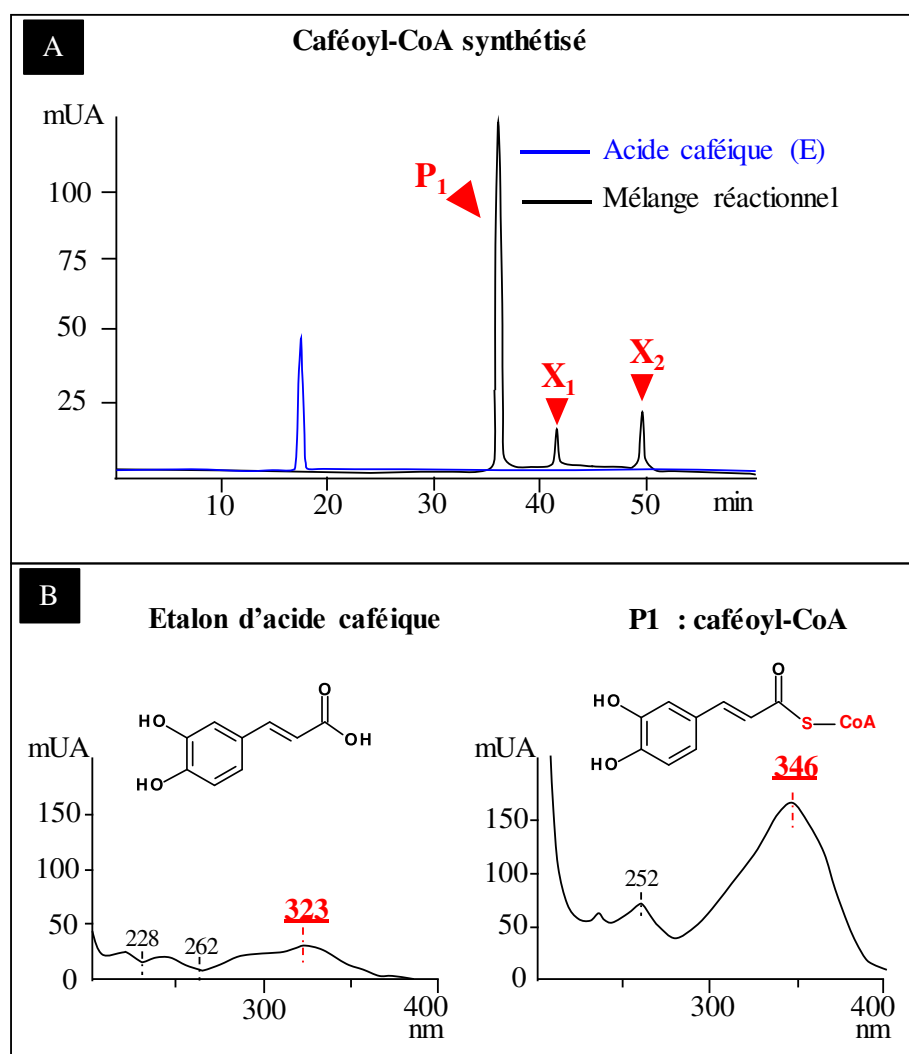 A
Caféoyl-CoA synthétisé
mUA
100
75
50
25
P1
X1
X2
Acide caféique (E)
Mélange réactionnel
10 20 30 40 50 min
B
Etalon d'acide caféique
P1 : caféoyl-CoA
HO
HO
O
OH
HO
HO
O
S
CoA
mUA
150
100
50
0
228
262
323
300 400
nm
mUA
150
100
50
0
252
346
300 400
nm